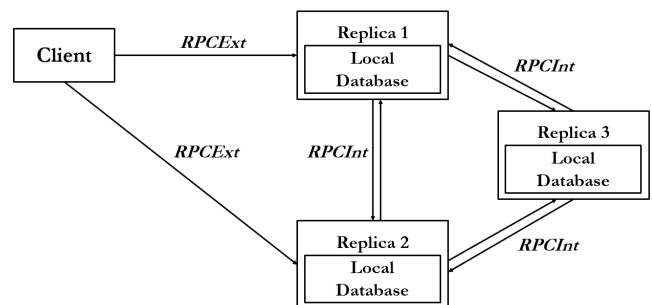 Client
RPCExt
Replica 1
Local
Database
RPCInt
Replica 3
Local
Database
RPCExt
RPCInt
Replica 2
Local
Database
RPCInt